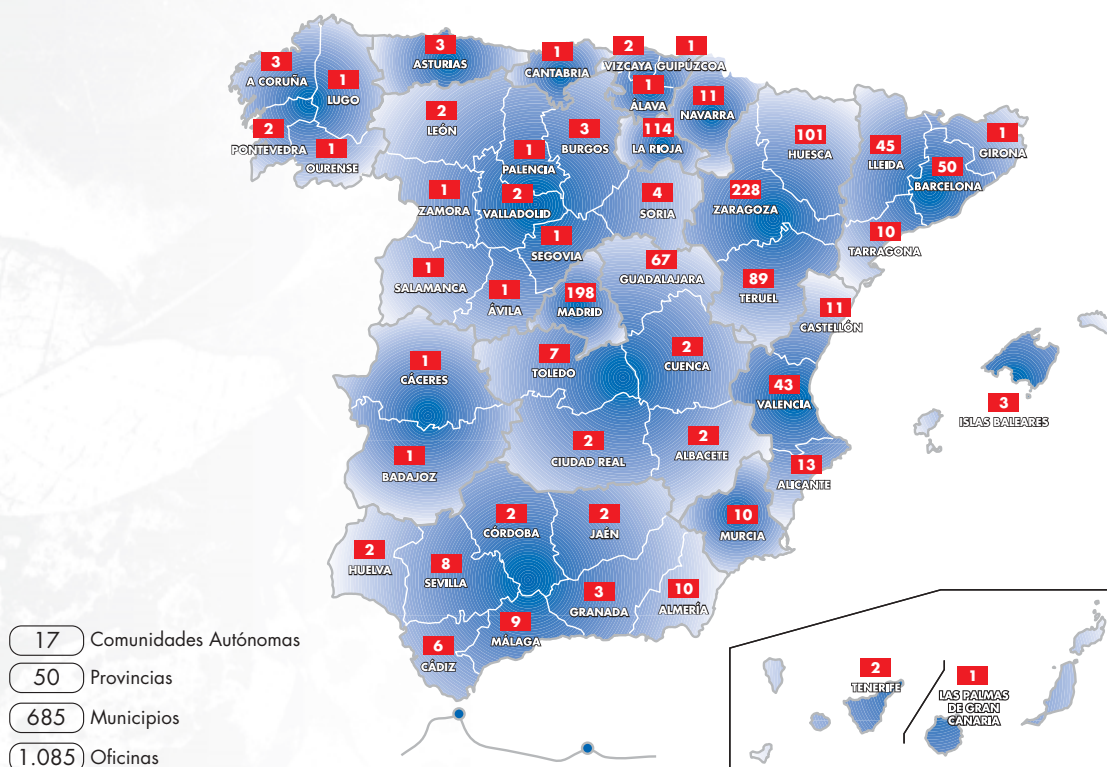 3
A CORUÑA
1
LUGO
2
PONTEVEDRA
1
OURENSE
3
ASTURIAS
1
CANTABRIA
2
VIZCAYA
1
GUIPÚZCOA
1
ÁLAVA
11
NAVARRA
114
LA RIOJA
2
LEÓN
1
PALENCIA
3
BURGOS
1
ZAMORA
2
VALLADOLID
4
SORIA
1
SEGOVIA
1
SALAMANCA
1
ÁVILA
101
HUESCA
228
ZARAGOZA
89
TERUEL
45
LLEIDA
1
GIRONA
50
BARCELONA
10
TARRAGONA
198
MADRID
67
GUADALAJARA
7
TOLEDO
2
CUENCA
2
CIUDAD REAL
2
ALBACETE
11
CASTELLÓN
43
VALENCIA
13
ALICANTE
3
ISLAS BALEARES
1
CÁCERES
1
BADAJOZ
10
MURCIA
2
HUELVA
8
SEVILLA
2
CÓRDOBA
2
JAÉN
6
CÁDIZ
9
MÁLAGA
3
GRANADA
10
ALMERÍA
2
TENERIFE
1
LAS PALMAS
DE GRAN
CANARIA
17 Comunidades Autónomas
50 Provincias
685 Municipios
1.085 Oficinas